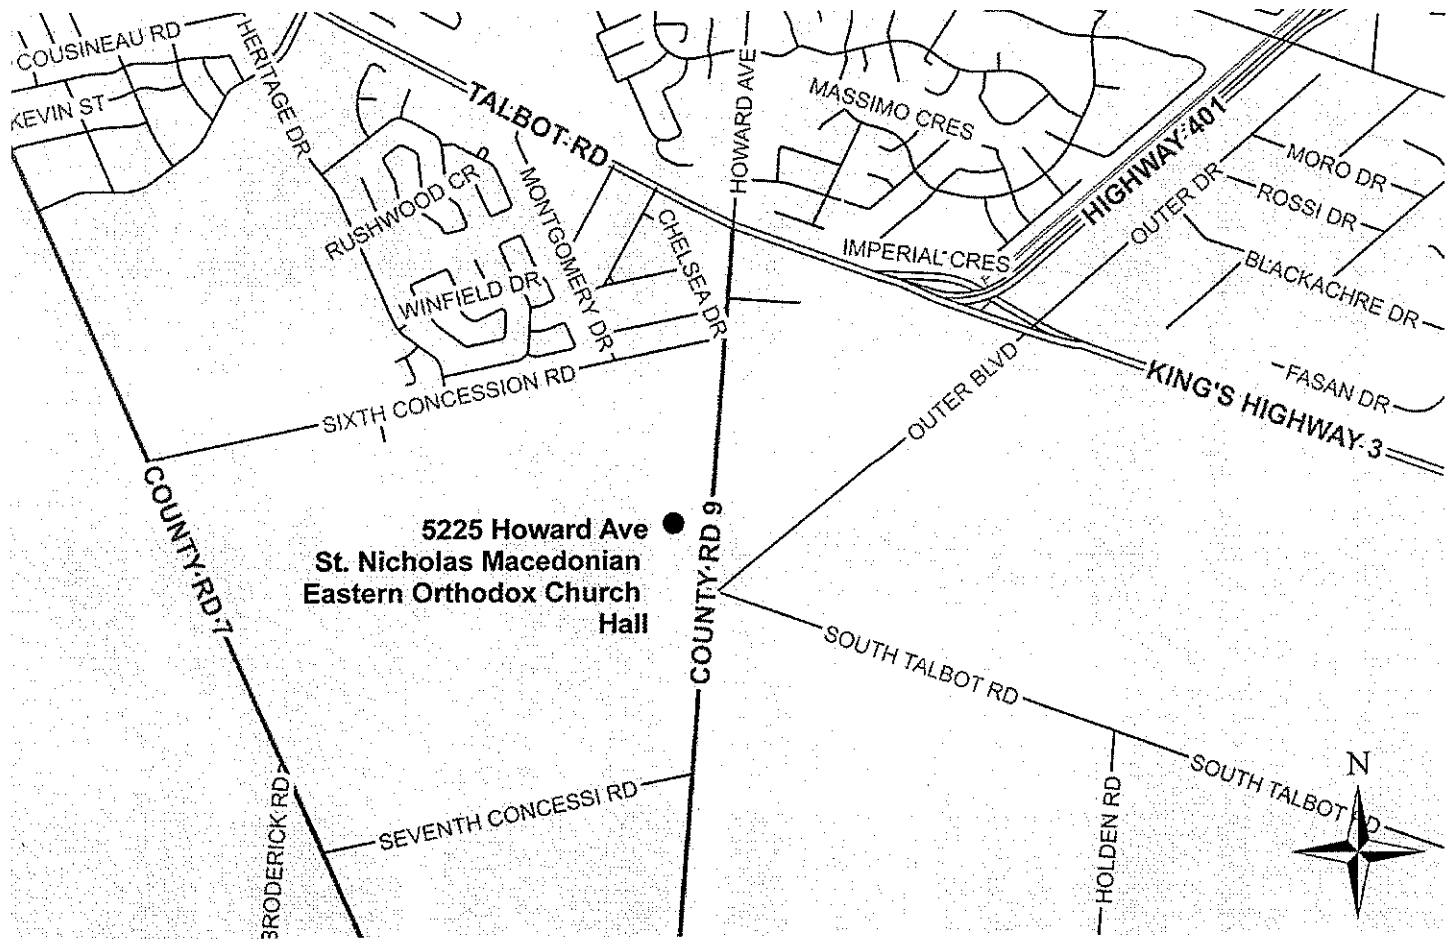 COUSINEAU RD
HERITAGE DR
KEVIN ST
TALBOT RD
HOWARD AVE
MASSIMO CRES
HIGHWAY 401
MORO DR
ROSSI DR
OUTER DR
RUSHWOOD CR
MONTGOMERY DR
CHELSEA DR
IMPERIAL CRES
BLACKACHRE DR
WINFIELD DR
SIXTH CONCESSION RD
OUTER BLVD
KING'S HIGHWAY 3
FASAN DR
COUNTY RD 7
5225 Howard Ave
St. Nicholas Macedonian
Eastern Orthodox Church
Hall
COUNTY RD 9
SOUTH TALBOT RD
SOUTH TALBOT RD
N
BRODERICK RD
SEVENTH CONCESSI RD
HOLDEN RD